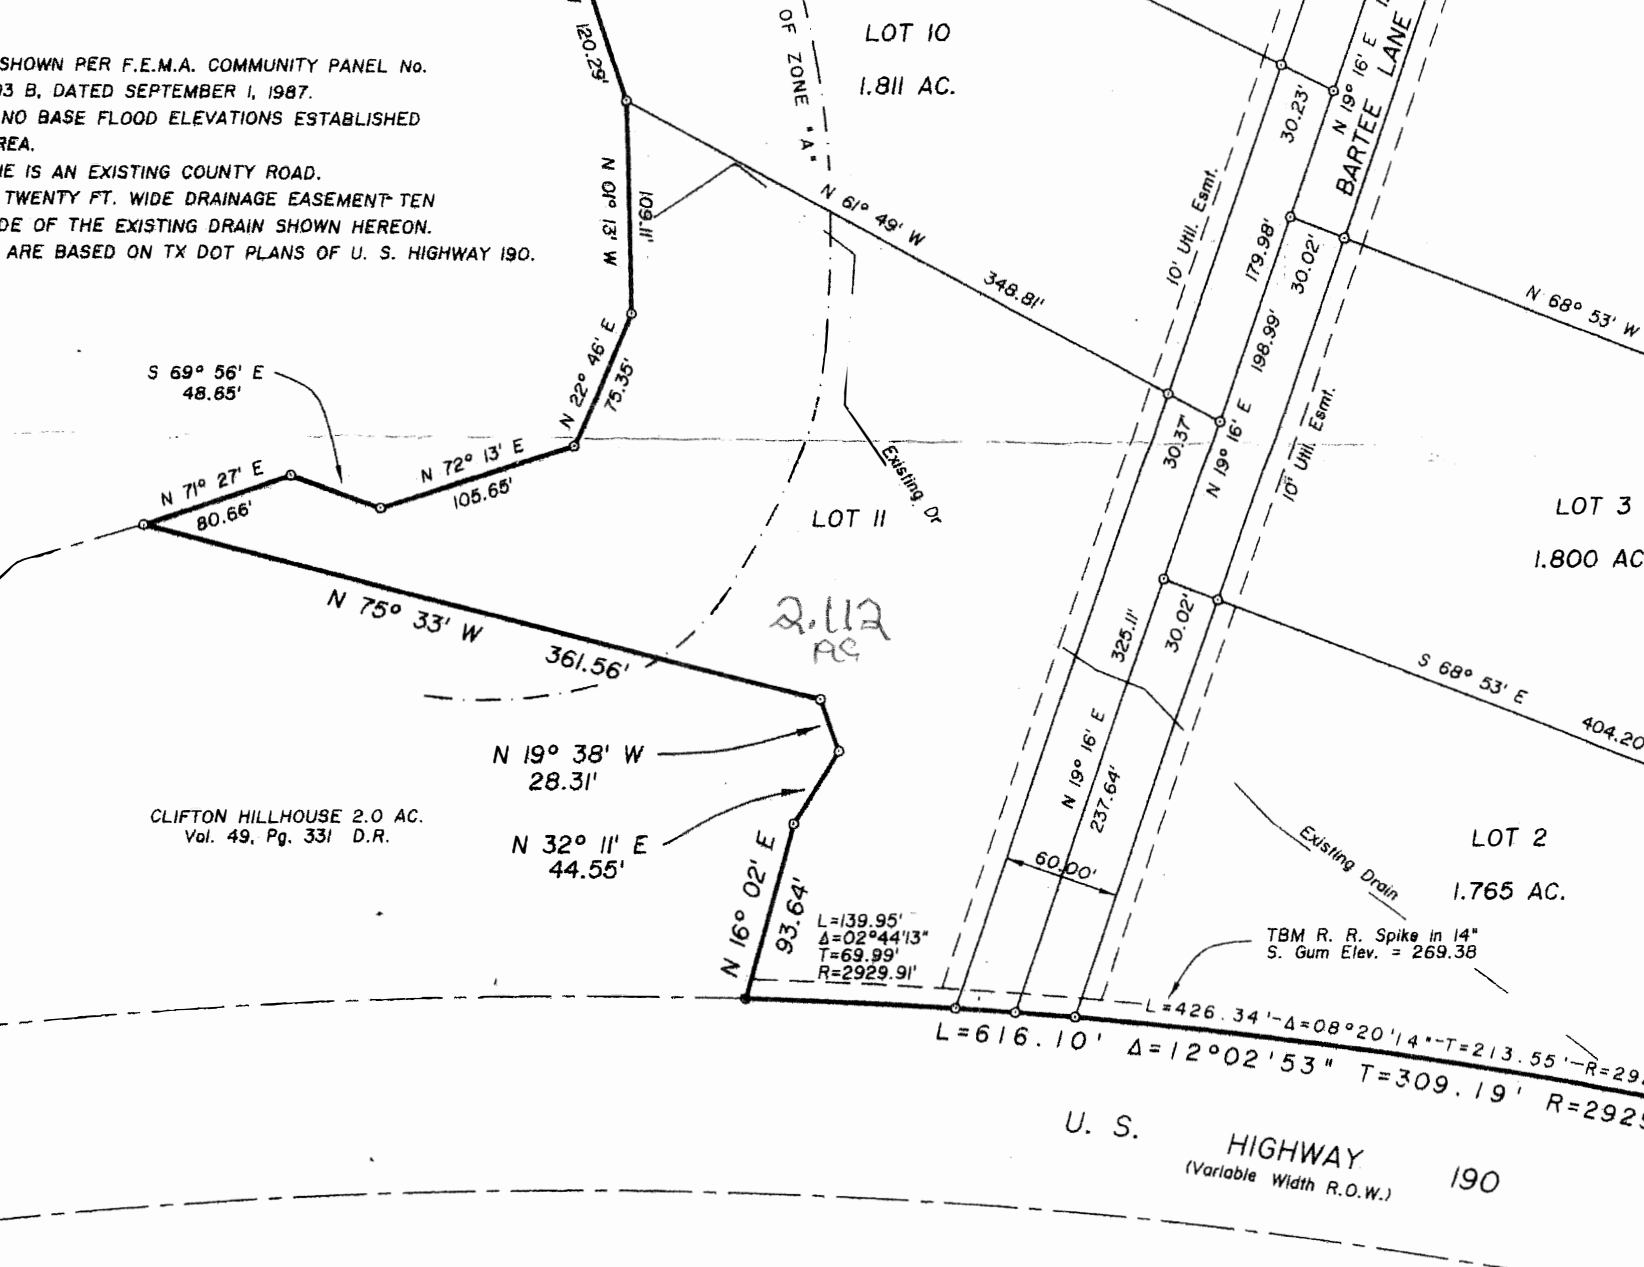 SHOWN PER F.E.M.A. COMMUNITY PANEL No.
93 B, DATED SEPTEMBER 1, 1987.
NO BASE FLOOD ELEVATIONS ESTABLISHED
IS AN EXISTING COUNTY ROAD.
TWENTY FT. WIDE DRAINAGE EASEMENT TEN
OF THE EXISTING DRAIN SHOWN HEREON.
ARE BASED ON TX DOT PLANS OF U. S. HIGHWAY 190.
120.29'
OF ZONE "A"
LOT 10
1.811 AC.
30.23'
N 19° 16' E
BARTEE LANE
N 01° 13' W
109.11'
N 61° 49' W
348.81'
10' Util. Esmt.
179.98'
30.02'
198.99'
N 68° 53' W
N 22° 46' E
75.35'
S 69° 56' E
48.65'
N 71° 27' E
80.66'
N 72° 13' E
105.65'
Existing Dr
LOT 11
2.112
AC
30.37'
N 19° 16' E
10' Util. Esmt.
LOT 3
1.800 AC
N 75° 33' W
361.56'
325.11'
30.02'
S 68° 53' E
404.20
N 19° 38' W
28.31'
N 19° 16' E
237.64'
CLIFTON HILLHOUSE 2.0 AC.
Vol. 49, Pg. 331 D.R.
N 32° 11' E
44.55'
60.00'
Existing Drain
LOT 2
1.765 AC.
N 16° 02' E
93.64'
L=139.95'
Δ=02°44'13"
T=69.99'
R=2929.91'
TBM R. R. Spike in 14"
S. Gum Elev. = 269.38
L=426.34'-Δ=08°20'14"-T=213.55'-R=292
L=616.10' Δ=12°02'53" T=309.19' R=2929
U. S. HIGHWAY 190
(Variable Width R.O.W.)